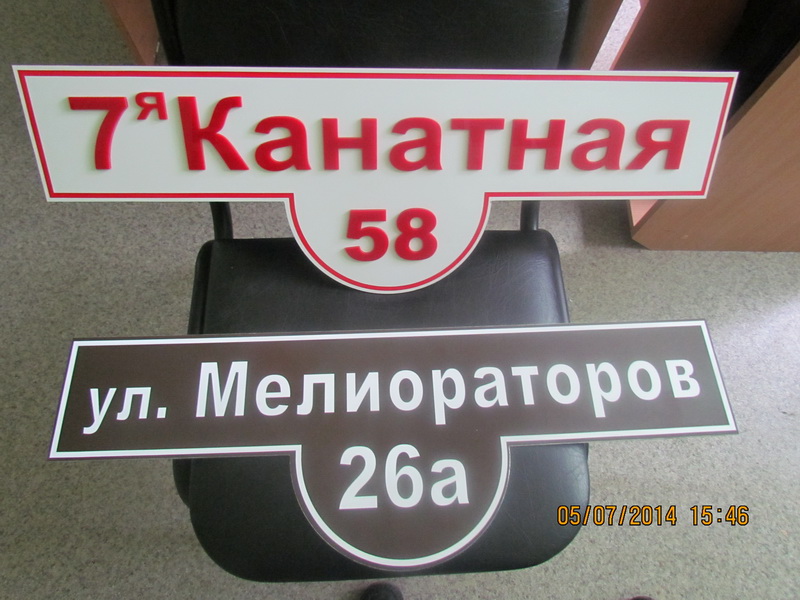 7я Канатная
58
ул. Мелиораторов
26а
05/07/2014 15:46